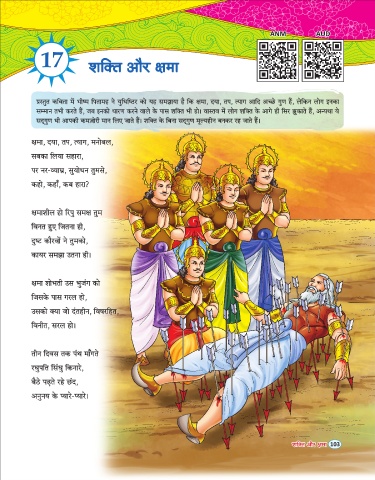 ANM
AUD
17
शक्ति और क्षमा
प्रस्तुत कविता में भीष्म पितामह ने युधिष्ठिर को यह समझाया है कि क्षमा, दया, तप, त्याग आदि अच्छे गुण हैं, लेकिन लोग इनका
सम्मान तभी करते हैं, जब इनको धारण करने वाले के पास शक्ति भी हो। वास्तव में लोग शक्ति के आगे ही सिर झुकाते हैं, अन्यथा ये
सद्गुण भी आपकी कमज़ोरी मान लिए जाते हैं। शक्ति के बिना सद्गुण मूल्यहीन बनकर रह जाते हैं।
क्षमा, दया, तप, त्याग, मनोबल,
सबका लिया सहारा,
पर नर-व्याघ्र, सुयोधन तुमसे,
कहो, कहाँ, कब हारा?
क्षमाशील हो रिपु समक्ष तुम
विनत हुए जितना ही,
दुष्ट कौरवों ने तुमको,
कायर समझा उतना ही।
क्षमा शोभती उस भुजंग को
जिसके पास गरल हो,
उसको क्या जो दंतहीन, विषरहित,
विनीत, सरल हो।
तीन दिवस तक पंथ माँगते
रघुपति सिंधु किनारे,
बैठे पढ़ते रहे छंद,
अनुनय के प्यारे-प्यारे।
शक्ति और क्षमा 103